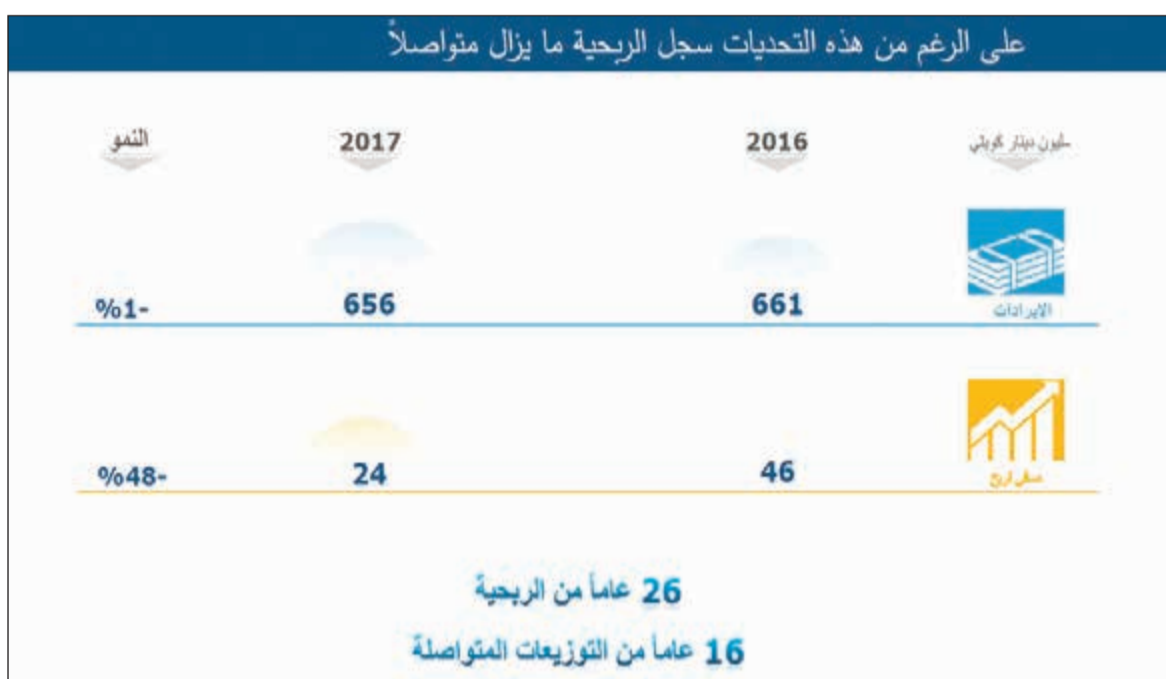 على الرغم من هذه التحديات سجل الربحية ما يزال متواصلاً
مليون دينار كويتي 2016 2017 النمو
الايرادات 661 656 %1-
صافي الربح 46 24 %48-
26 عاماً من الربحية
16 عاماً من التوزيعات المتواصلة